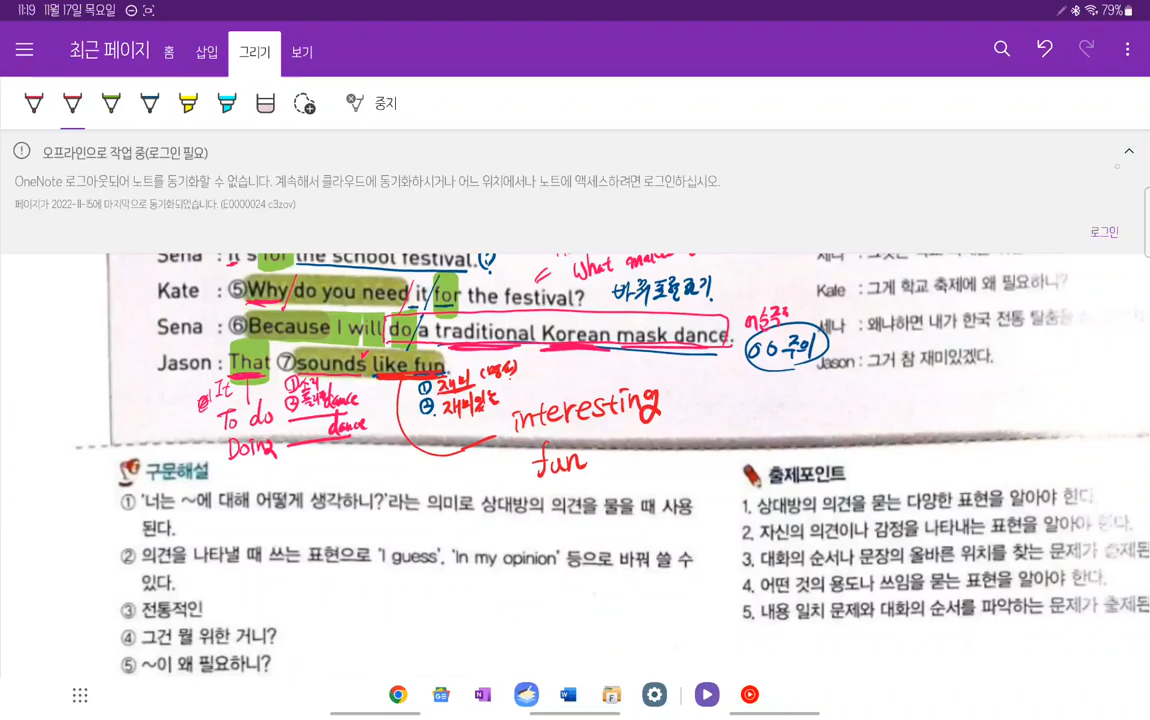 11:19 11월 17일 목요일 79%
최근 페이지 홈 삽입 그리기 보기
중지
오프라인으로 작업 중(로그인 필요)
OneNote 로그아웃되어 노트를 동기화할 수 없습니다. 계속해서 클라우드에 동기화하시거나 어느 위치에서나 노트에 액세스하려면 로그인하십시오.
페이지가 2022-11-15에 마지막으로 동기화되었습니다. (E0000024 c3zov)
로그인
Sena : It's for the school festival.
What makes
Kate : ⑤Why do you need it for the festival?
Kate : 그게 학교 축제에 왜 필요하니?
Sena : ⑥Because I will do a traditional Korean mask dance.
어순주의
세나 : 왜냐하면 내가 한국 전통 탈춤을
Jason : That ⑦sounds like fun.
Jason : 그거 참 재미있겠다.
It ① 소리 ① 재미 (명사)
To do ② dance ② 재미있는
Doing dance
interesting
fun
구문해설
① '너는 ~에 대해 어떻게 생각하니?'라는 의미로 상대방의 의견을 물을 때 사용
된다.
② 의견을 나타낼 때 쓰는 표현으로 'I guess', 'In my opinion' 등으로 바꿔 쓸 수
있다.
③ 전통적인
④ 그건 뭘 위한 거니?
⑤ ~이 왜 필요하니?
출제포인트
1. 상대방의 의견을 묻는 다양한 표현을 알아야 한다.
2. 자신의 의견이나 감정을 나타내는 표현을 알아야 한다.
3. 대화의 순서나 문장의 올바른 위치를 찾는 문제가 출제된
4. 어떤 것의 용도나 쓰임을 묻는 표현을 알아야 한다.
5. 내용 일치 문제와 대화의 순서를 파악하는 문제가 출제된